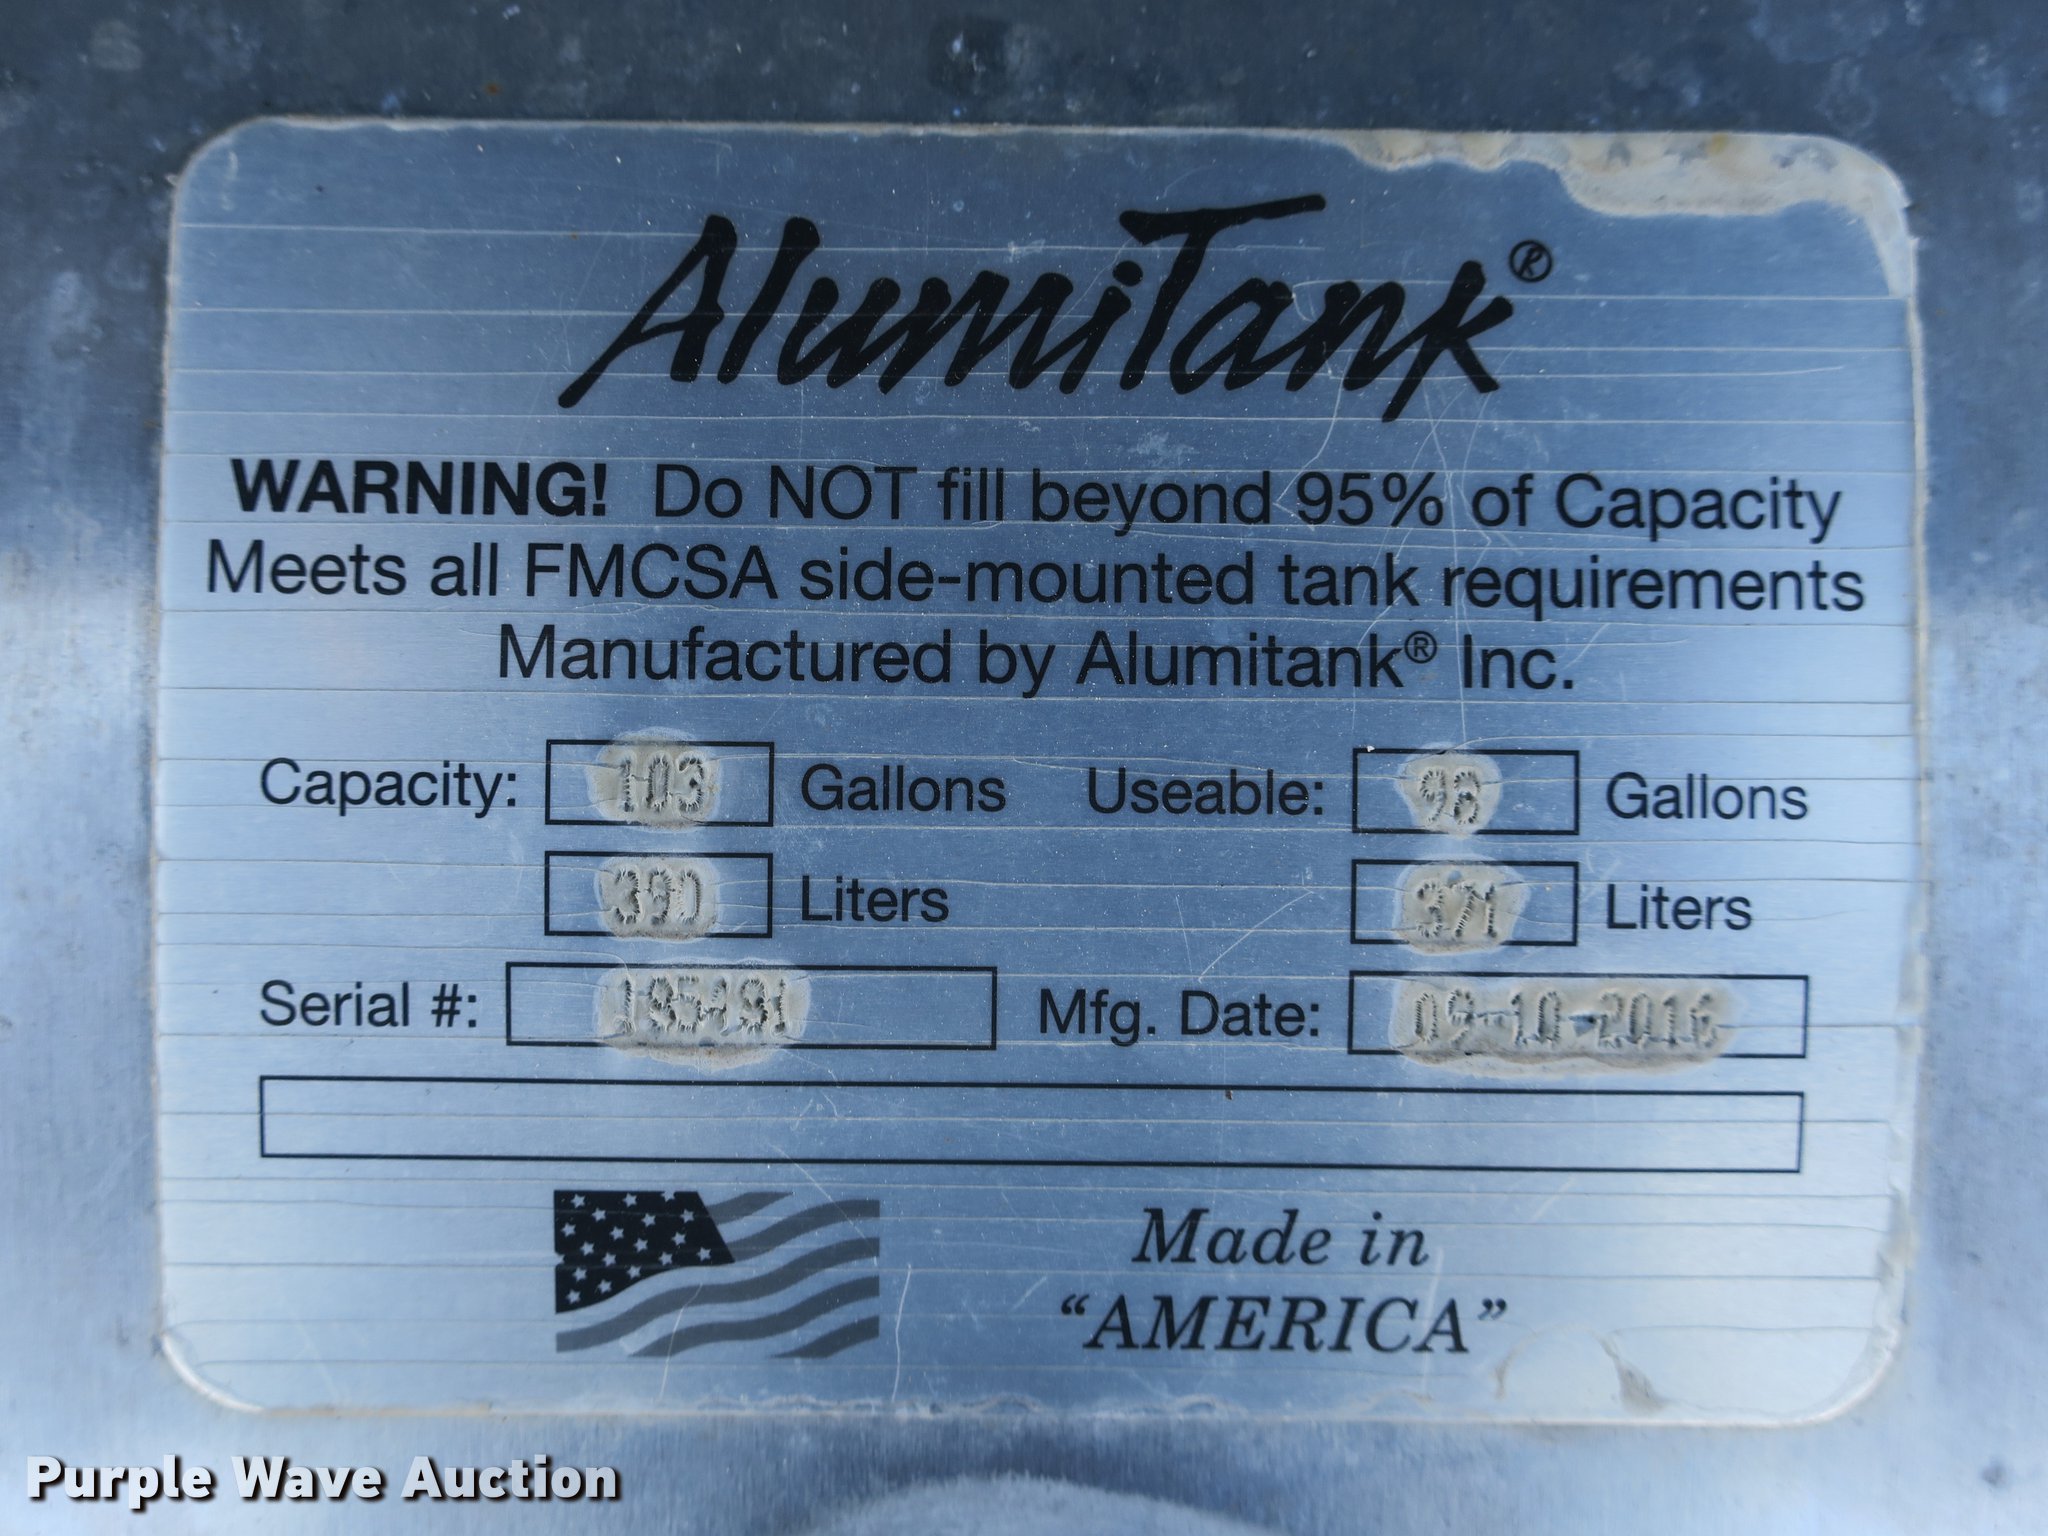 AlumiTank®
WARNING! Do NOT fill beyond 95% of Capacity
Meets all FMCSA side-mounted tank requirements
Manufactured by Alumitank® Inc.
Capacity: 103 Gallons Useable: 98 Gallons
390 Liters 371 Liters
Serial #: Mfg. Date: 09-10-2016
Made in
“AMERICA”
Purple Wave Auction